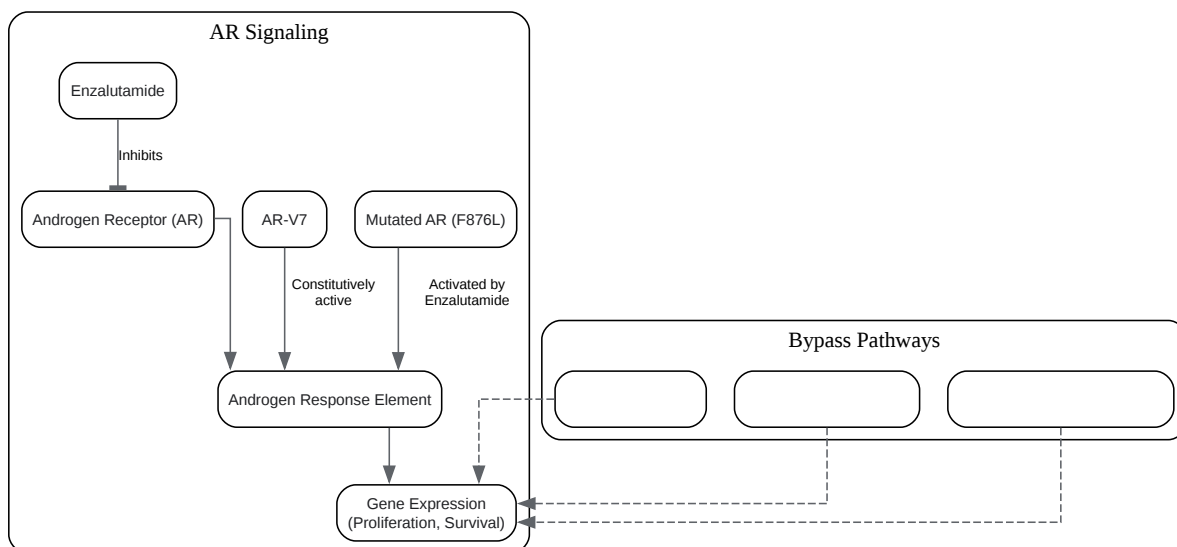 AR Signaling
Enzalutamide
Inhibits
Androgen Receptor (AR)
AR-V7
Mutated AR (F876L)
Constitutively
active
Activated by
Enzalutamide
Bypass Pathways
Androgen Response Element
Gene Expression
(Proliferation, Survival)